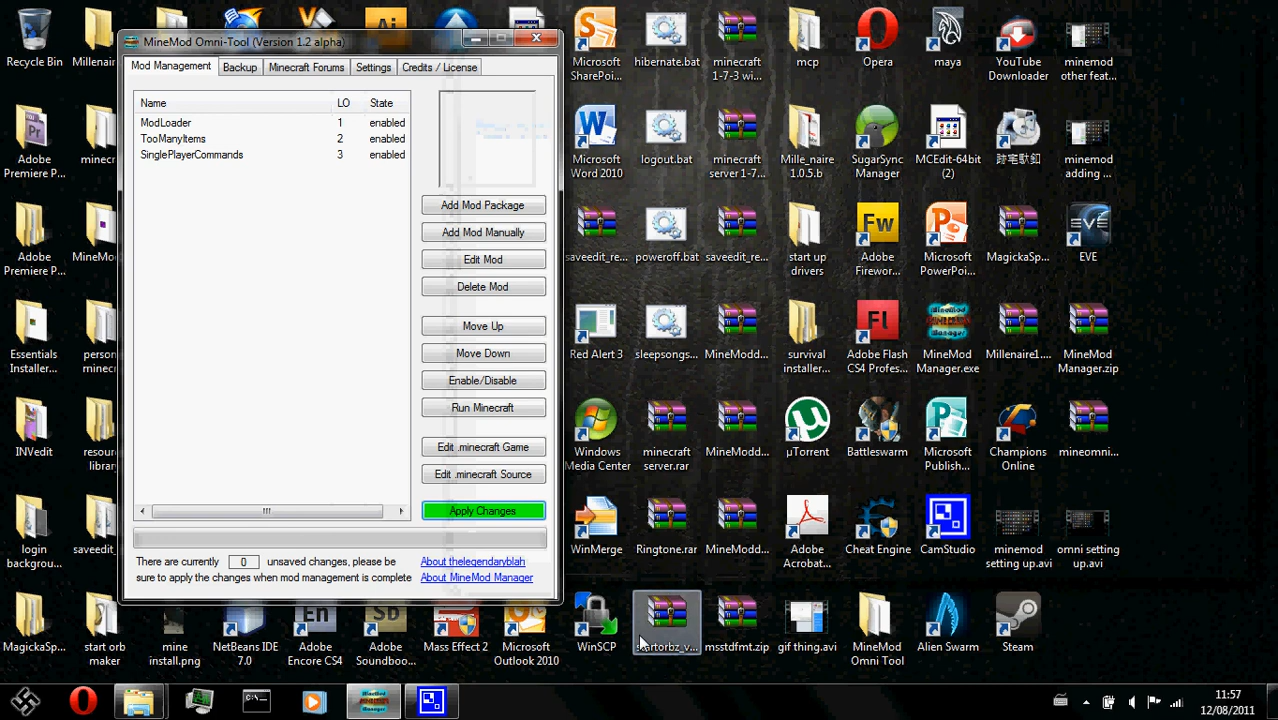 MineMod Omni-Tool (Version 1.2 alpha)
Mod Management
Backup
Minecraft Forums
Settings
Credits / License
Name LO State
ModLoader 1 enabled
TooManyItems 2 enabled
SinglePlayerCommands 3 enabled
Add Mod Package
Add Mod Manually
Edit Mod
Delete Mod
Move Up
Move Down
Enable/Disable
Run Minecraft
Edit .minecraft Game
Edit .minecraft Source
Apply Changes
There are currently 0 unsaved changes, please be
sure to apply the changes when mod management is complete
About thelegendaryblah
About MineMod Manager
Recycle Bin
Millenair
Microsoft
SharePoi...
hibernate.bat
minecraft
1-7-3 wi...
mcp
Opera
maya
YouTube
Downloader
minemod
other feat...
Adobe
Premiere P...
minecr
Microsoft
Word 2010
logout.bat
minecraft
server 1-7...
Mille_naire
1.0.5.b
SugarSync
Manager
MCEdit-64bit
(2)
minemod
adding ...
Adobe
Premiere P...
MineMo
saveedit_re...
poweroff.bat
saveedit_re...
start up
drivers
Adobe
Firewor...
Microsoft
PowerPoi...
MagickaSp...
EVE
Essentials
Installer...
person
minecr
Red Alert 3
sleepsongs...
MineModd...
survival
installer...
Adobe Flash
CS4 Profes...
MineMod
Manager.exe
Millenaire1....
MineMod
Manager.zip
INVedit
resou
library
Windows
Media Center
minecraft
server.rar
MineModd...
µTorrent
Battleswarm
Microsoft
Publish...
Champions
Online
mineomni...
login
backgrou...
saveedit
WinMerge
Ringtone.rar
MineModd...
Adobe
Acrobat...
Cheat Engine
CamStudio
minemod
setting up.avi
omni setting
up.avi
MagickaSp...
start orb
maker
mine
install.png
NetBeans IDE
7.0
Adobe
Encore CS4
Adobe
Soundboo...
Mass Effect 2
Microsoft
Outlook 2010
WinSCP
msstdfmt.zip
gif thing.avi
MineMod
Omni Tool
Alien Swarm
Steam
11:57
12/08/2011